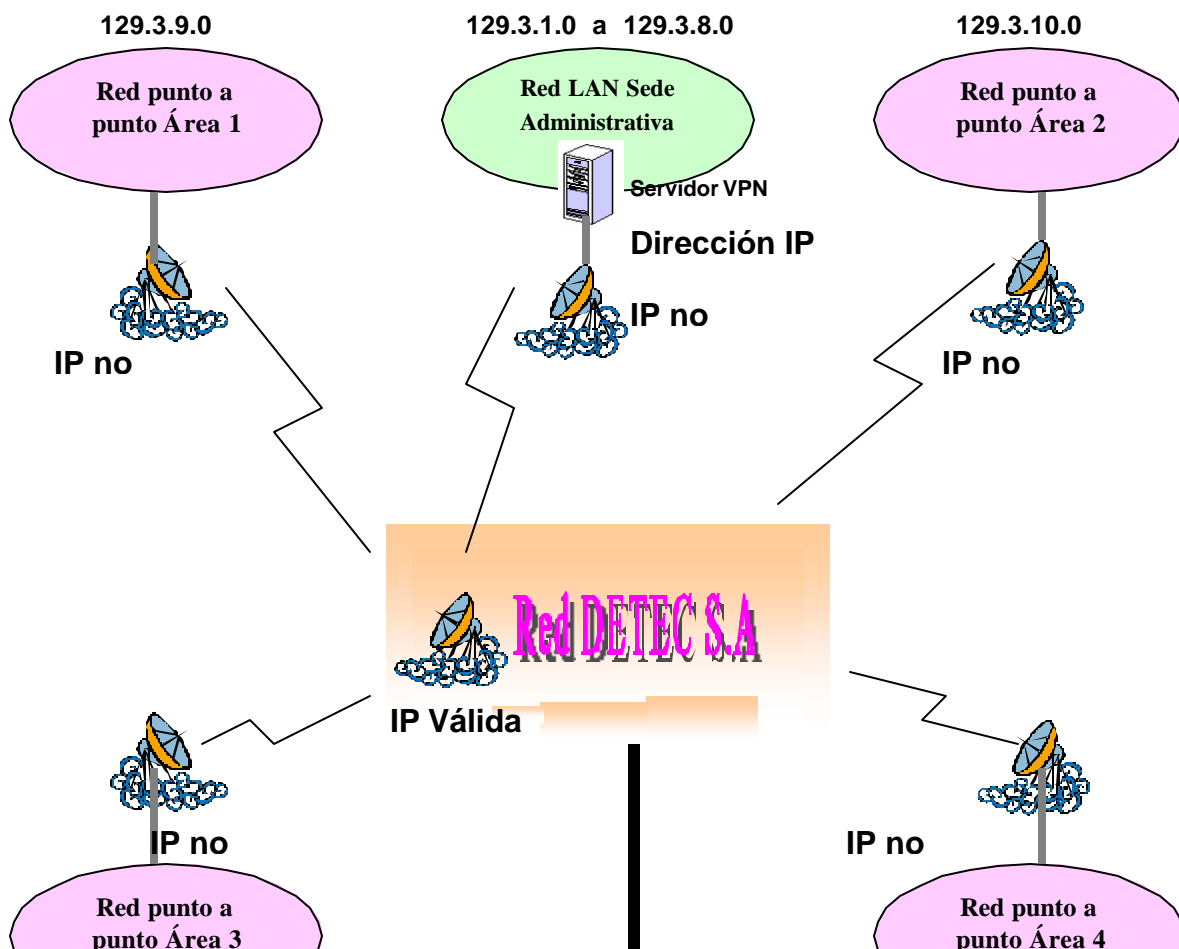 129.3.9.0
129.3.1.0 a 129.3.8.0
129.3.10.0
Red punto a
punto Área 1
Red LAN Sede
Administrativa
Red punto a
punto Área 2
Servidor VPN
Dirección IP
IP no
IP no
IP no
Red DETEC S.A
IP Válida
IP no
IP no
Red punto a
punto Área 3
Red punto a
punto Área 4